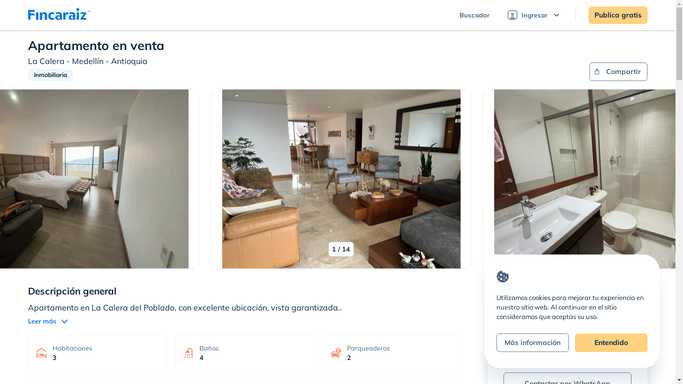 Fincaraiz
Buscador
Ingresar
Publica gratis
Apartamento en venta
La Calera - Medellín - Antioquia
Inmobiliaria
Compartir
1 / 14
Descripción general
Apartamento en La Calera del Poblado, con excelente ubicación, vista garantizada..
Leer más
Habitaciones
3
Baños
4
Parqueaderos
2
Utilizamos cookies para mejorar tu experiencia en
nuestro sitio web. Al continuar en el sitio
consideramos que aceptas su uso.
Más información
Entendido
Contactar por WhatsApp